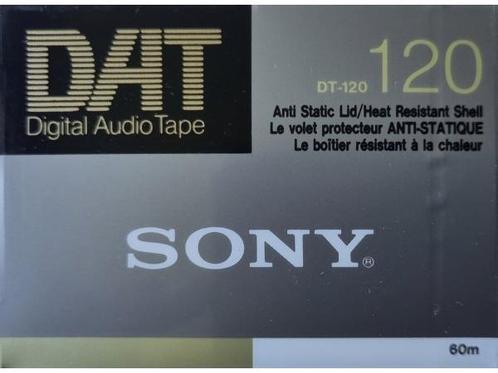 DAT
Digital Audio Tape
DT-120 120
Anti Static Lid/Heat Resistant Shell
Le volet protecteur ANTI-STATIQUE
Le boîtier résistant à la chaleur
SONY®
60m